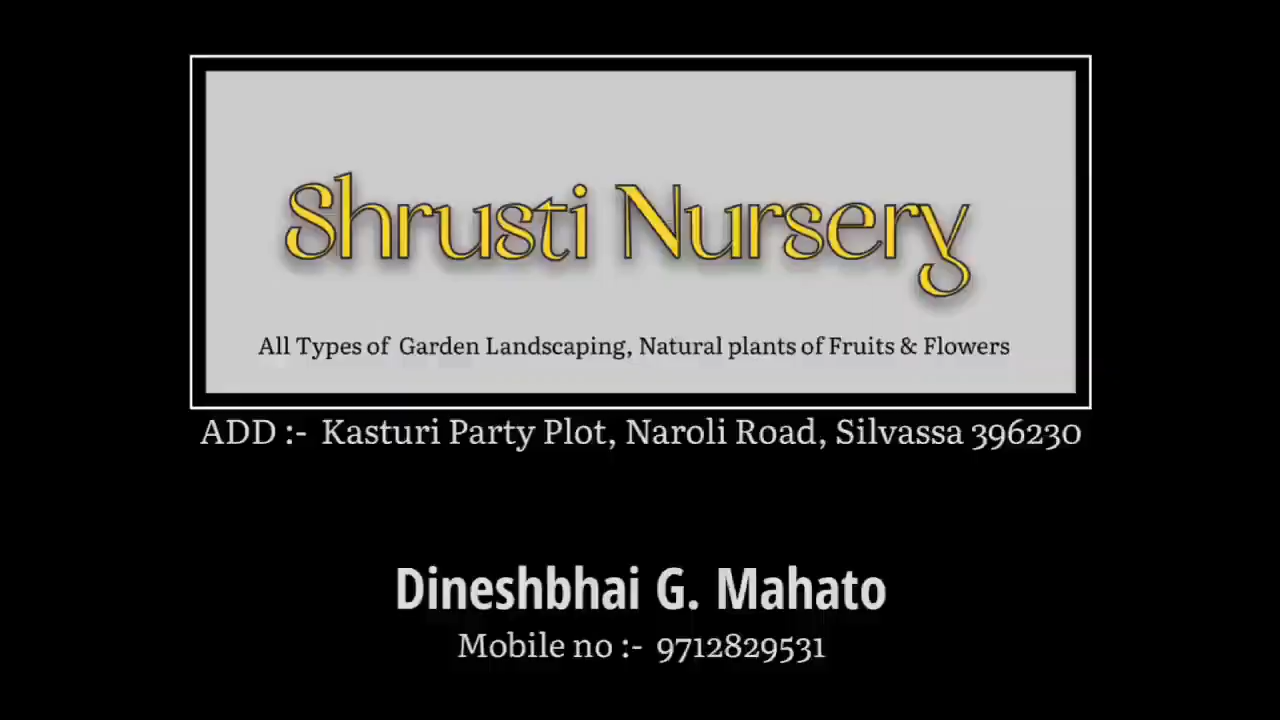 Shrusti Nursery
All Types of Garden Landscaping, Natural plants of Fruits & Flowers
ADD :- Kasturi Party Plot, Naroli Road, Silvassa 396230
Dineshbhai G. Mahato
Mobile no :- 9712829531